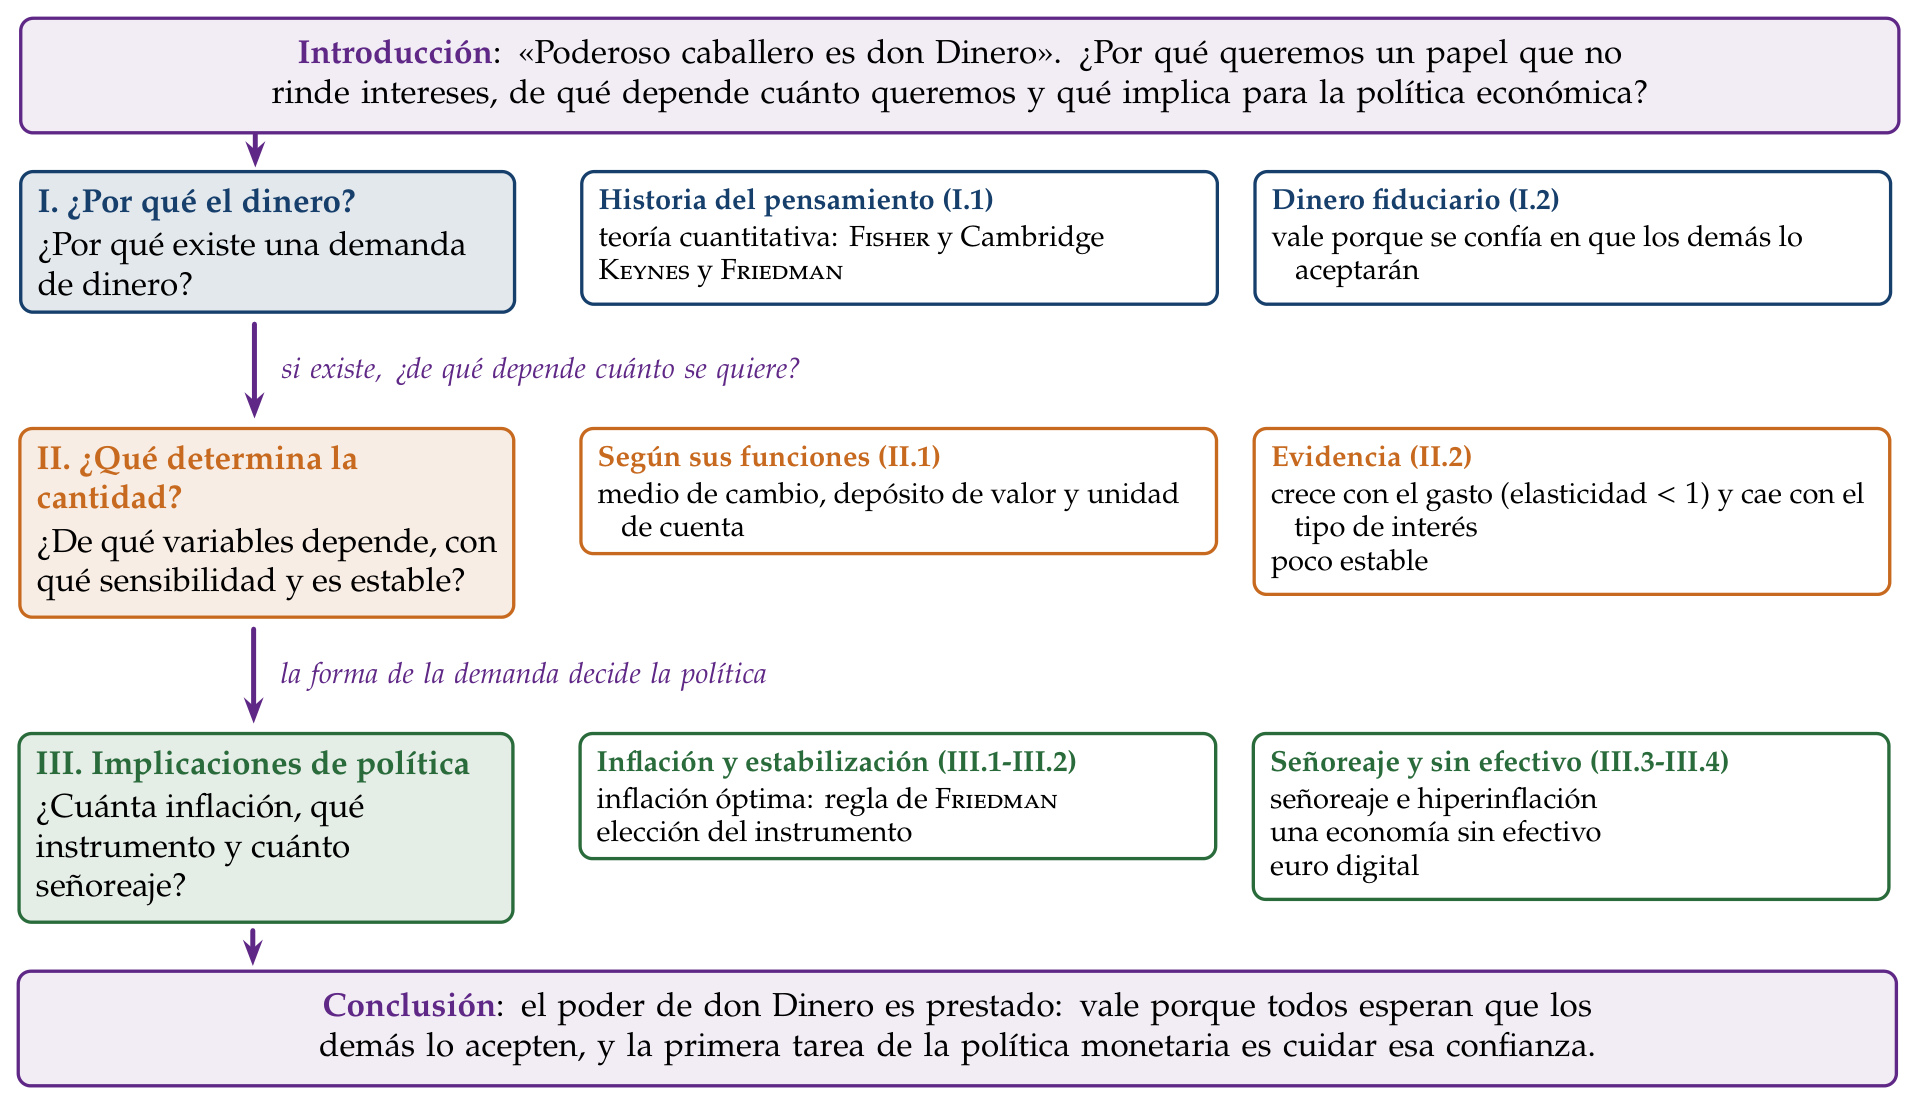 Introducción: «Poderoso caballero es don Dinero». ¿Por qué queremos un papel que no
rinde intereses, de qué depende cuánto queremos y qué implica para la política económica?
I. ¿Por qué el dinero?
¿Por qué existe una demanda
de dinero?
Historia del pensamiento (I.1)
teoría cuantitativa: Fisher y Cambridge
Keynes y Friedman
Dinero fiduciario (I.2)
vale porque se confía en que los demás lo
aceptarán
si existe, ¿de qué depende cuánto se quiere?
II. ¿Qué determina la
cantidad?
¿De qué variables depende, con
qué sensibilidad y es estable?
Según sus funciones (II.1)
medio de cambio, depósito de valor y unidad
de cuenta
Evidencia (II.2)
crece con el gasto (elasticidad < 1) y cae con el
tipo de interés
poco estable
la forma de la demanda decide la política
III. Implicaciones de política
¿Cuánta inflación, qué
instrumento y cuánto
señoreaje?
Inflación y estabilización (III.1-III.2)
inflación óptima: regla de Friedman
elección del instrumento
Señoreaje y sin efectivo (III.3-III.4)
señoreaje e hiperinflación
una economía sin efectivo
euro digital
Conclusión: el poder de don Dinero es prestado: vale porque todos esperan que los
demás lo acepten, y la primera tarea de la política monetaria es cuidar esa confianza.